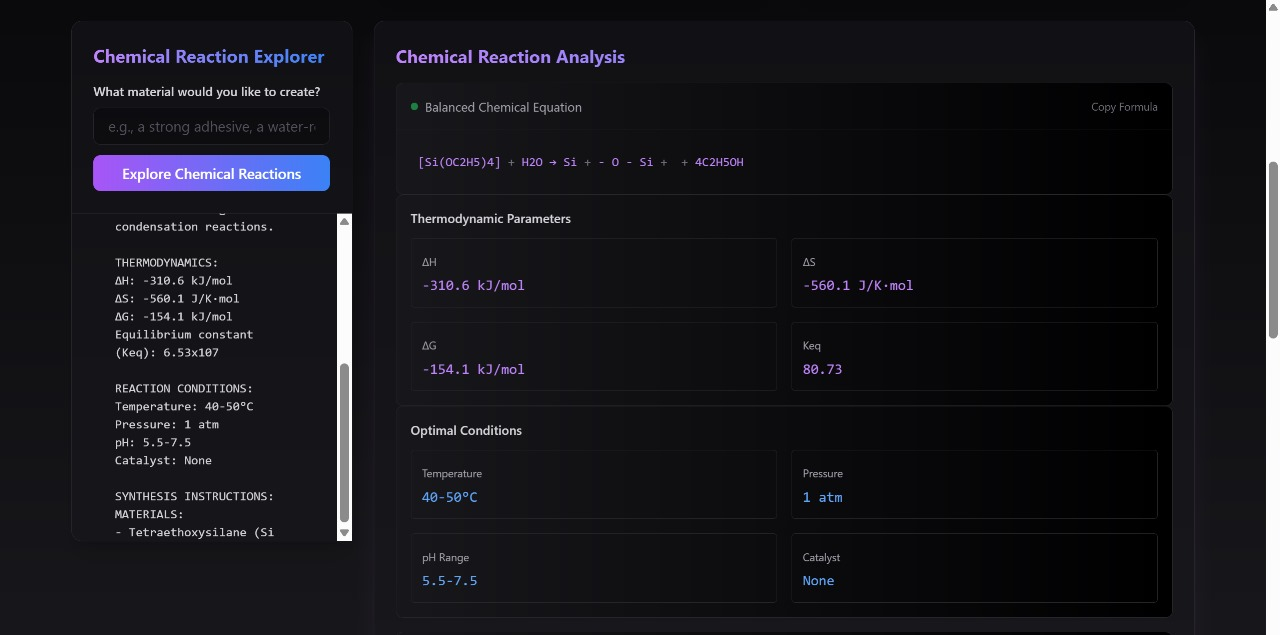 Chemical Reaction Explorer
What material would you like to create?
e.g., a strong adhesive, a water-r
Explore Chemical Reactions
condensation reactions.
THERMODYNAMICS:
ΔH: -310.6 kJ/mol
ΔS: -560.1 J/K·mol
ΔG: -154.1 kJ/mol
Equilibrium constant
(Keq): 6.53x107
REACTION CONDITIONS:
Temperature: 40-50°C
Pressure: 1 atm
pH: 5.5-7.5
Catalyst: None
SYNTHESIS INSTRUCTIONS:
MATERIALS:
- Tetraethoxysilane (Si
Chemical Reaction Analysis
Balanced Chemical Equation
Copy Formula
[Si(OC2H5)4] + H2O → Si + - O - Si + + 4C2H5OH
Thermodynamic Parameters
ΔH
-310.6 kJ/mol
ΔS
-560.1 J/K·mol
ΔG
-154.1 kJ/mol
Keq
80.73
Optimal Conditions
Temperature
40-50°C
Pressure
1 atm
pH Range
5.5-7.5
Catalyst
None